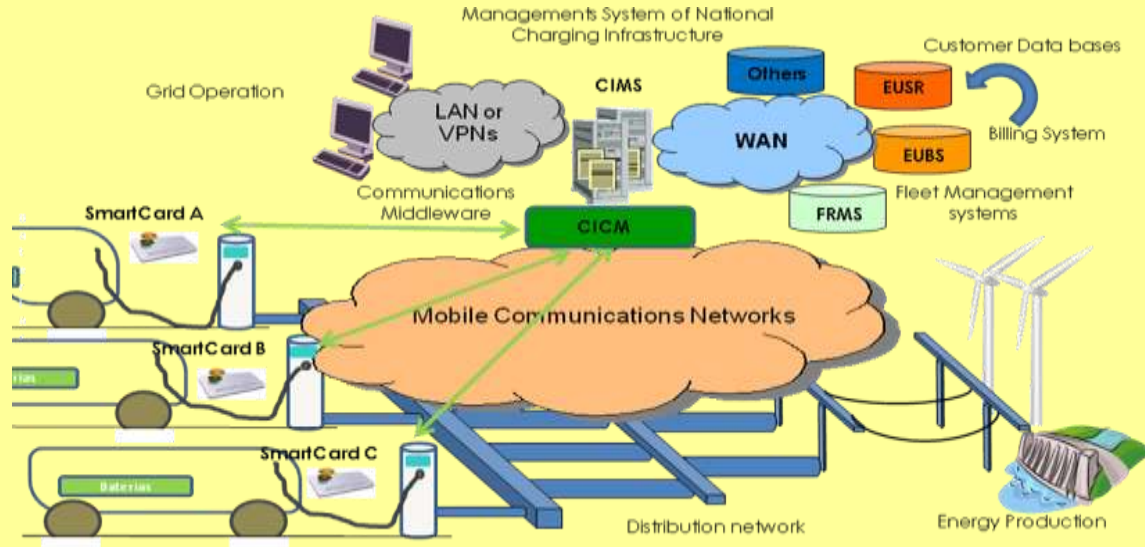 Managements System of National
Charging Infrastructure
Customer Data bases
Others
EUSR
CIMS
Grid Operation
LAN or
VPNs
WAN
Billing System
EUBS
Communications
Middleware
Fleet Management
systems
FRMS
SmartCard A
CICM
Mobile Communications Networks
SmartCard B
SmartCard C
Baterias
Distribution network
Energy Production